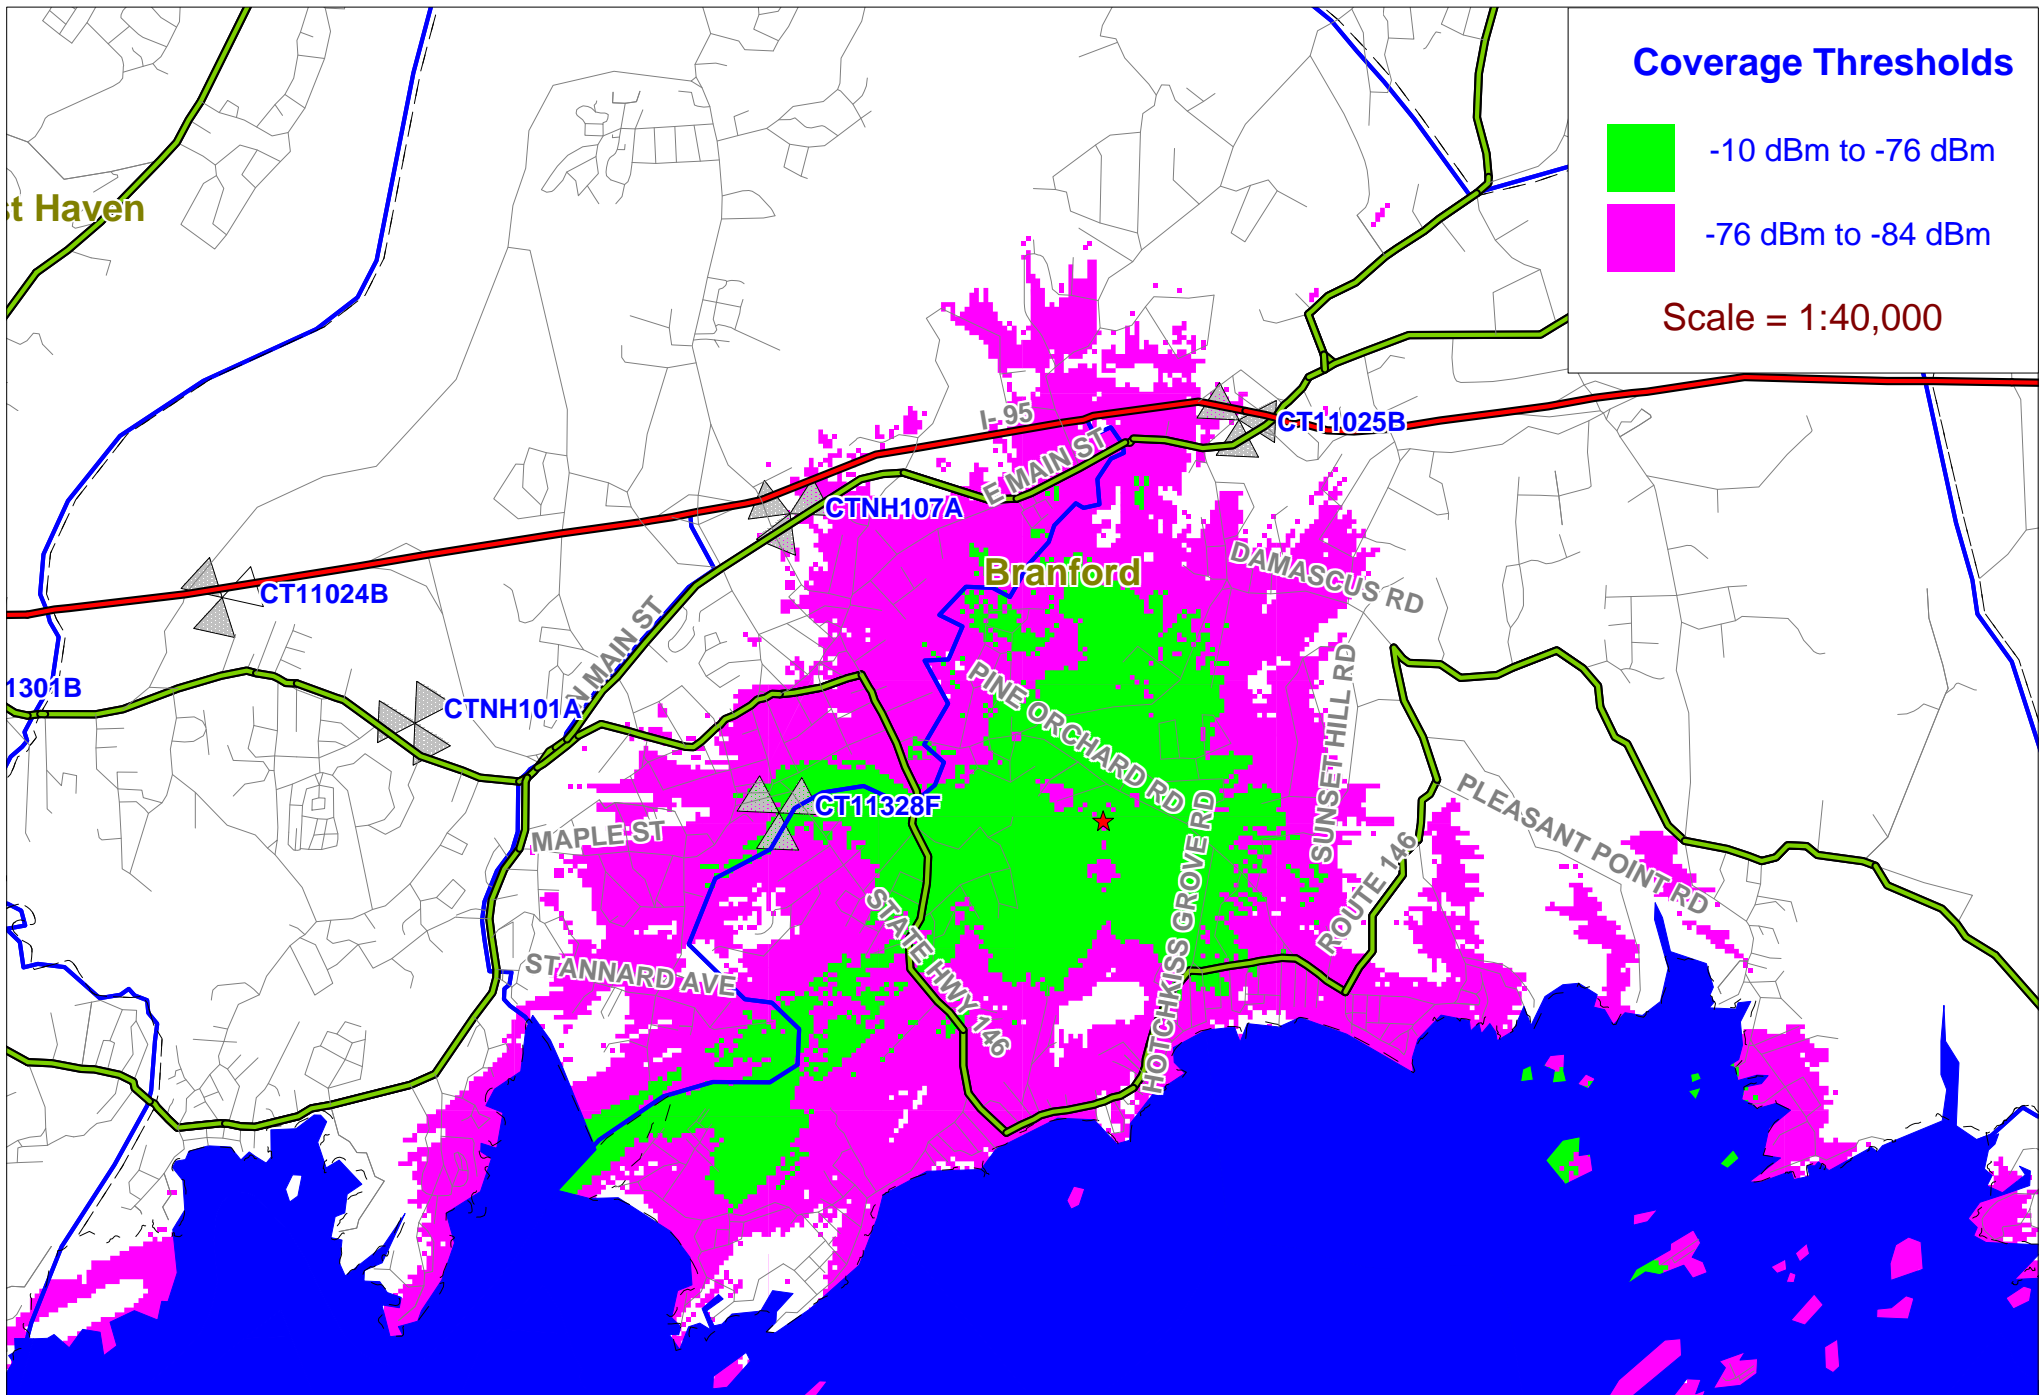 Coverage Thresholds
-10 dBm to -76 dBm
-76 dBm to -84 dBm
Scale = 1:40,000
st Haven
I- 95
CT11025B
E MAIN ST
CTNH107A
Branford
DAMASCUS RD
CT11024B
N MAIN ST
1301B
CTNH101A
PINE ORCHARD RD
SUNSET HILL RD
CT11328F
MAPLE ST
HOTCHKISS GROVE RD
ROUTE 146
PLEASANT POINT RD
STATE HWY 146
STANNARD AVE